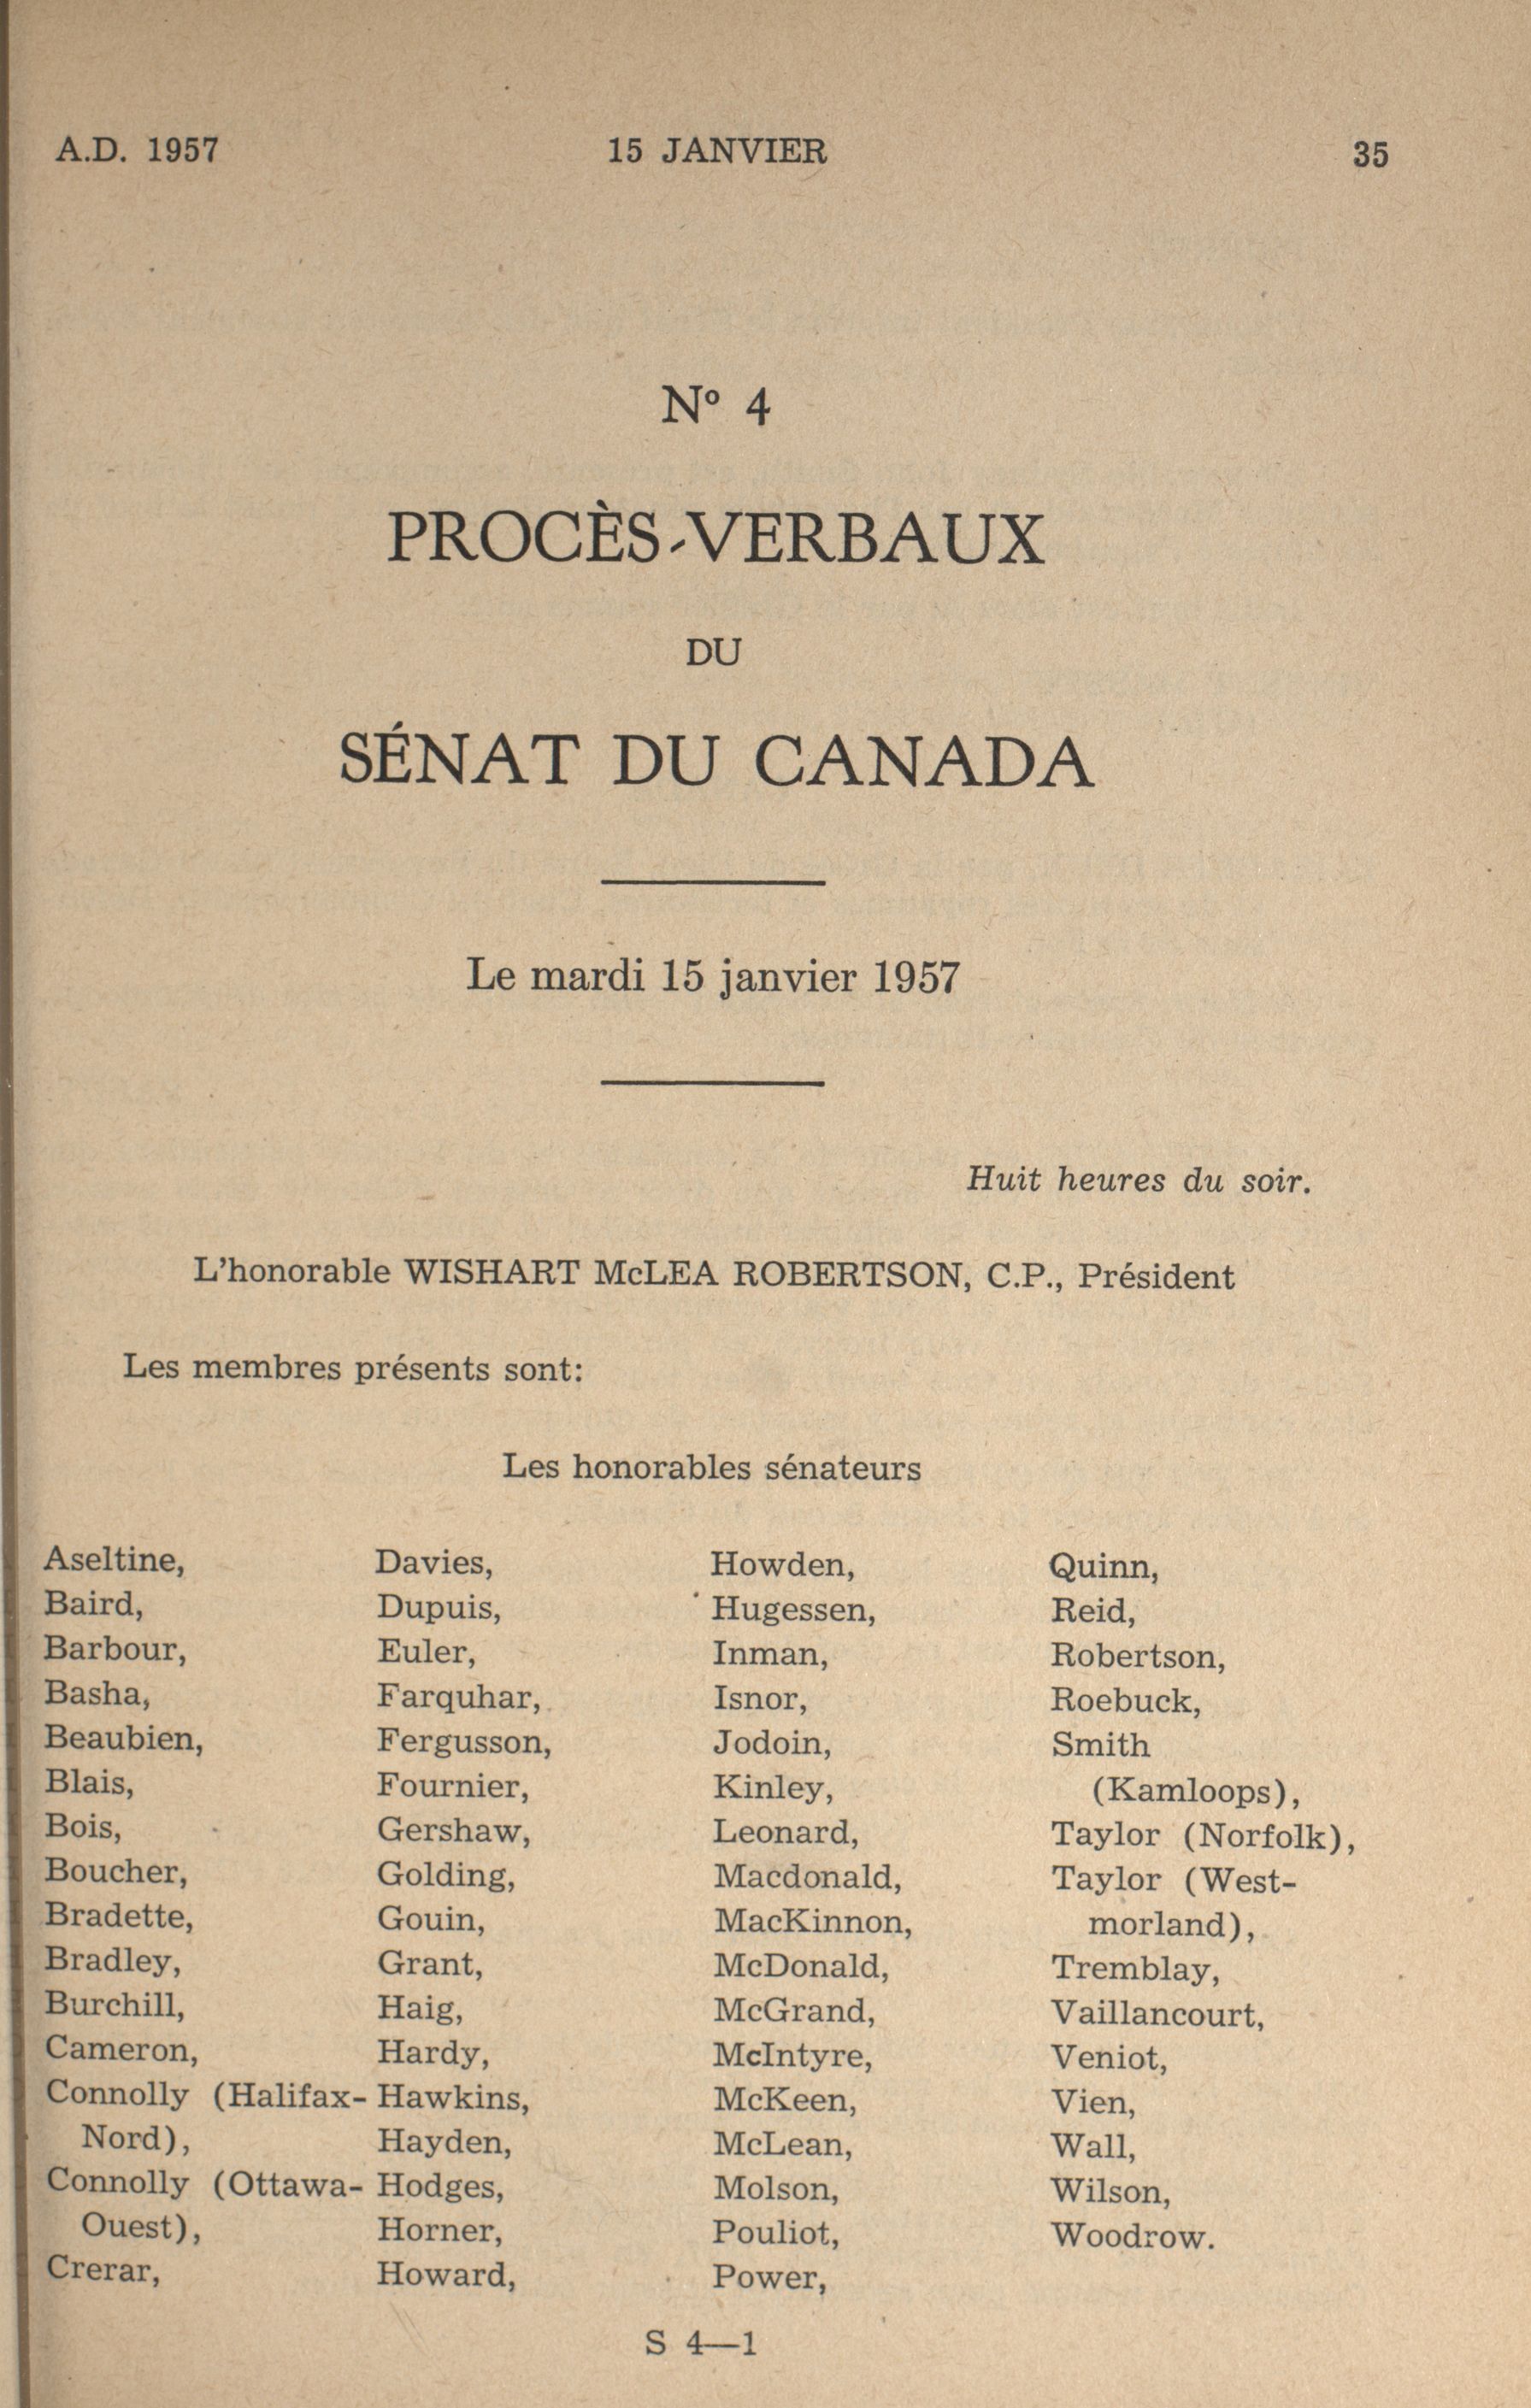 A.D. 1957 15 JANVIER 35
Nº 4
PROCÈS-VERBAUX
DU
SÉNAT DU CANADA
Le mardi 15 janvier 1957
Huit heures du soir.
L'honorable WISHART McLEA ROBERTSON, C.P., Président
Les membres présents sont:
Les honorables sénateurs
Aseltine,
Baird,
Barbour,
Basha,
Beaubien,
Blais,
Bois,
Boucher,
Bradette,
Bradley,
Burchill,
Cameron,
Connolly (Halifax-
Nord),
Connolly (Ottawa-
Ouest),
Crerar,
Davies,
Dupuis,
Euler,
Farquhar,
Fergusson,
Fournier,
Gershaw,
Golding,
Gouin,
Grant,
Haig,
Hardy,
Hawkins,
Hayden,
Hodges,
Horner,
Howard,
Howden,
Hugessen,
Inman,
Isnor,
Jodoin,
Kinley,
Leonard,
Macdonald,
MacKinnon,
McDonald,
McGrand,
McIntyre,
McKeen,
McLean,
Molson,
Pouliot,
Power,
Quinn,
Reid,
Robertson,
Roebuck,
Smith
(Kamloops),
Taylor (Norfolk),
Taylor (West-
morland),
Tremblay,
Vaillancourt,
Veniot,
Vien,
Wall,
Wilson,
Woodrow.
S 4—1